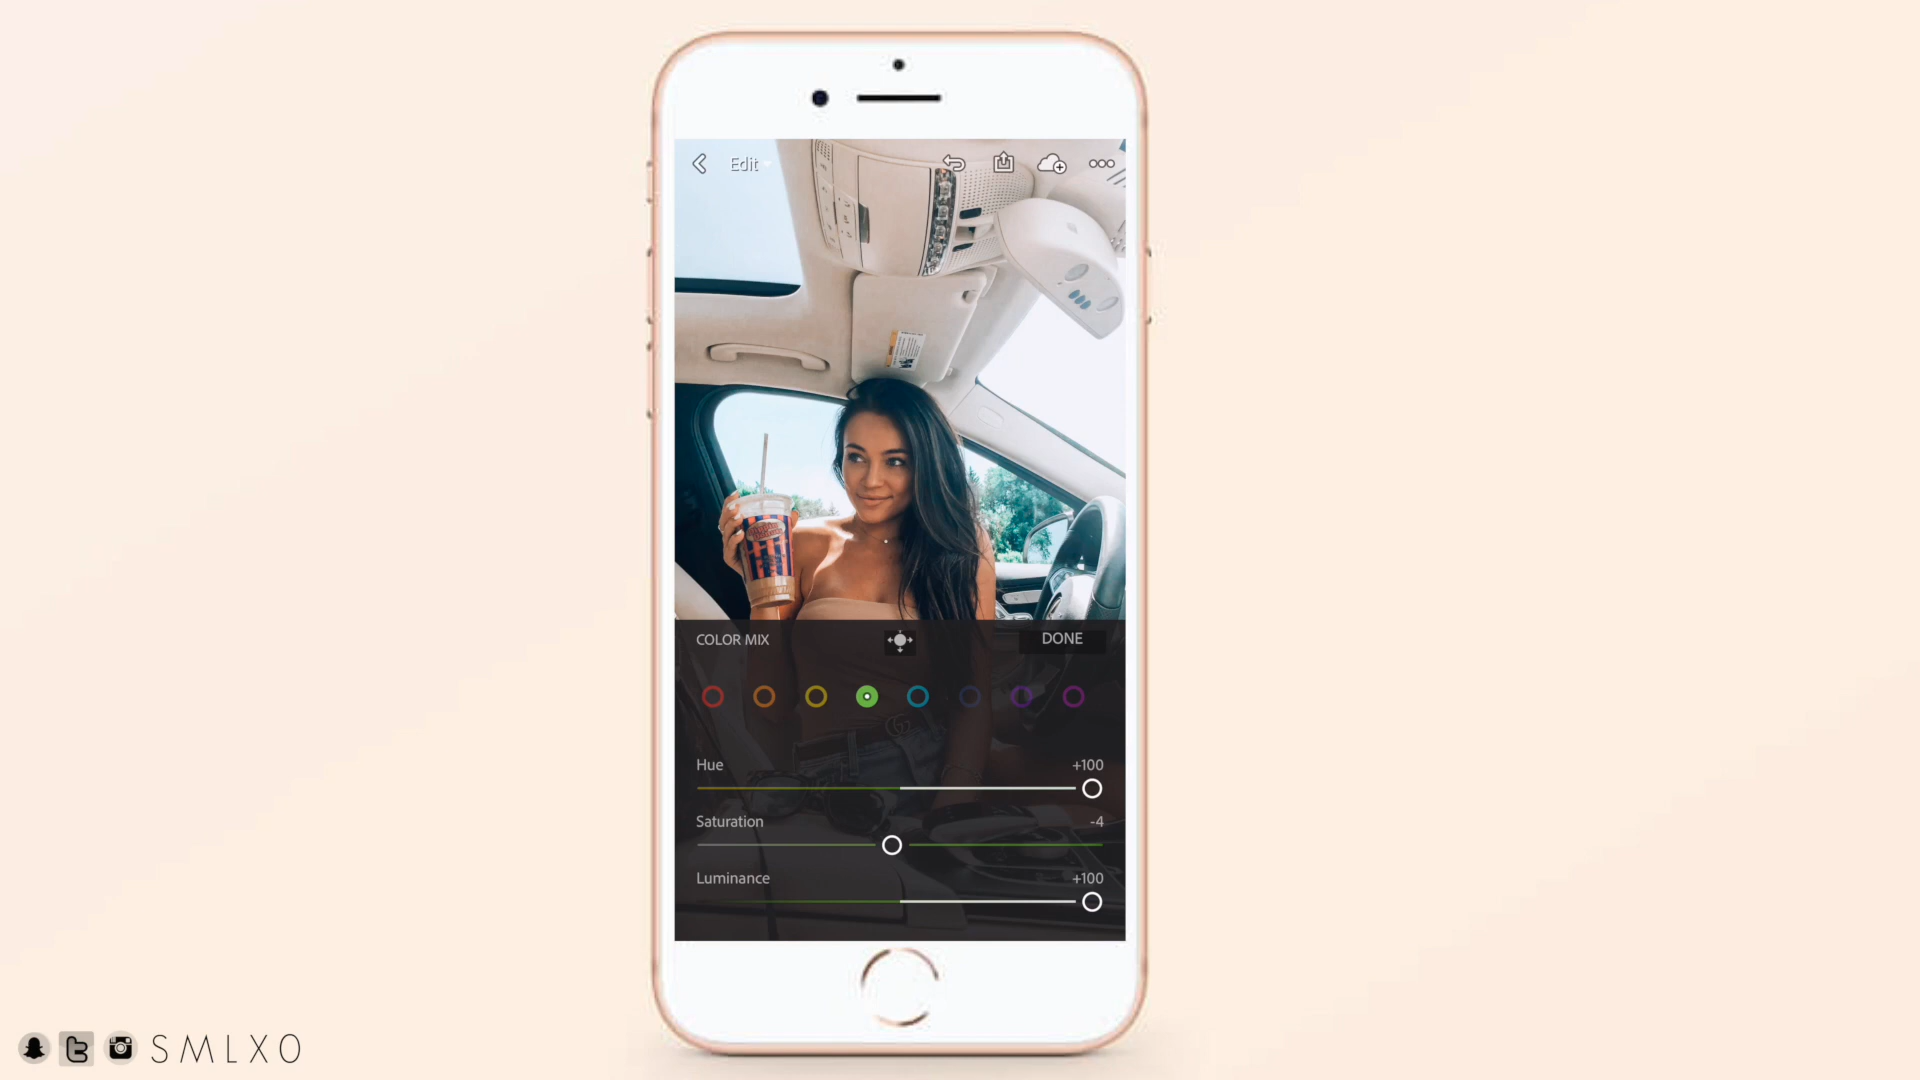 Edit
COLOR MIX
DONE
Hue +100
Saturation -4
Luminance +100
SMLXO